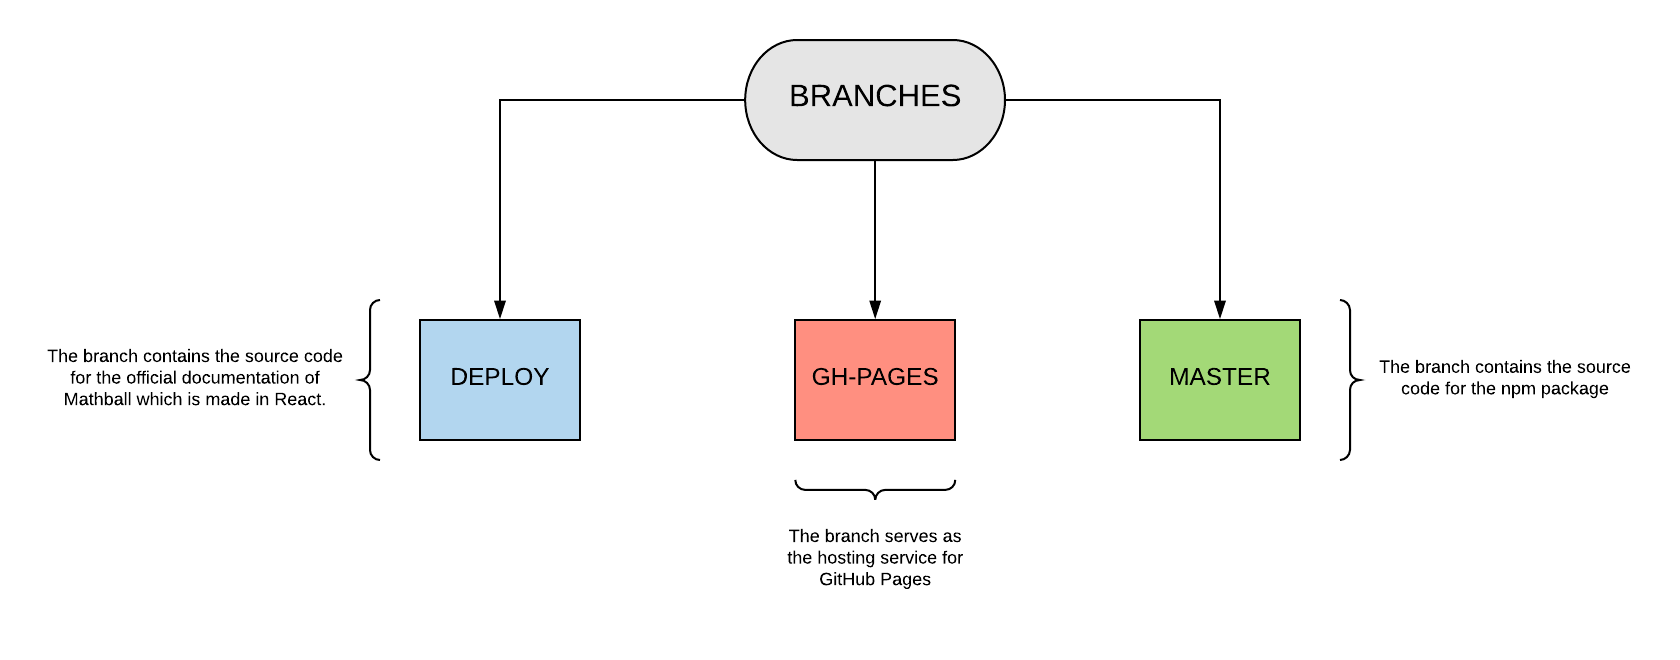 BRANCHES
DEPLOY
GH-PAGES
MASTER
The branch contains the source code
for the official documentation of
Mathball which is made in React.
The branch contains the source
code for the npm package
The branch serves as
the hosting service for
GitHub Pages